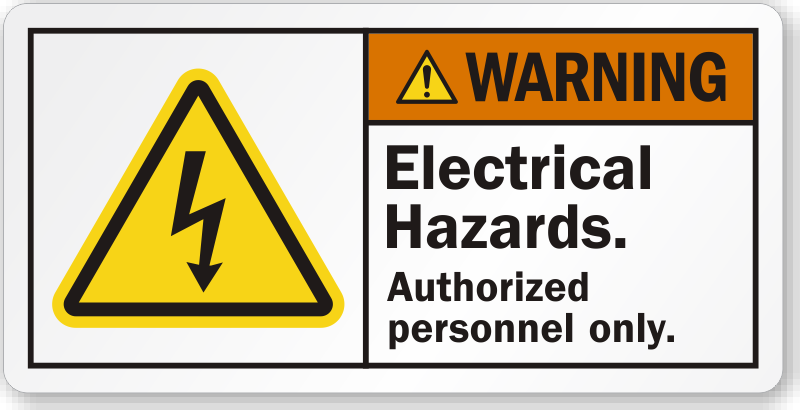 WARNING
Electrical
Hazards.
Authorized
personnel only.